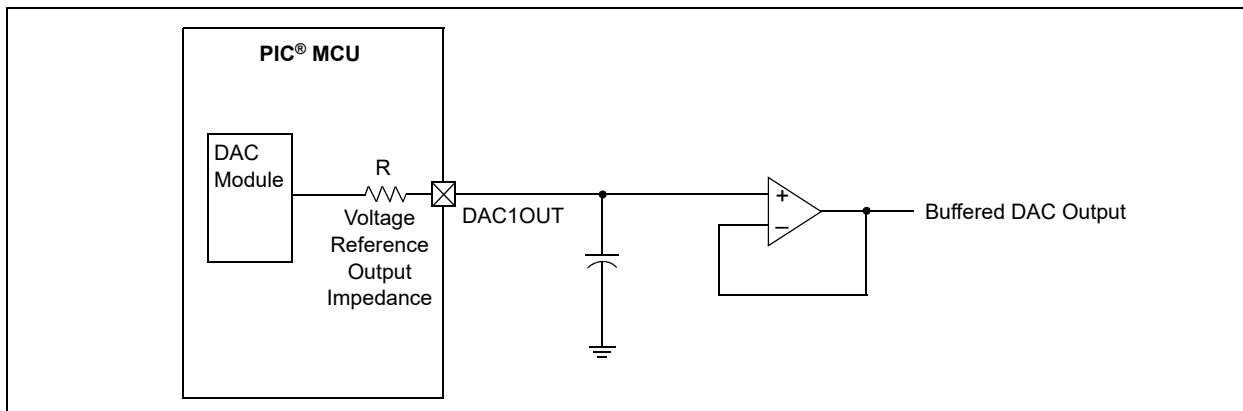 PIC® MCU
DAC
Module
R
Voltage
Reference
Output
Impedance
DAC1OUT
+
–
Buffered DAC Output